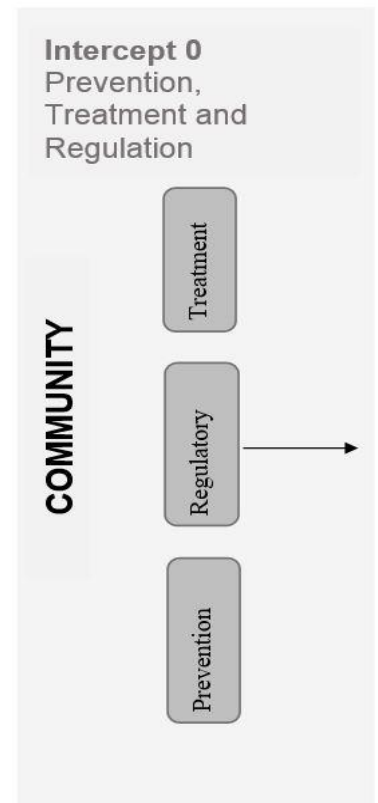 Intercept 0
Prevention,
Treatment and
Regulation
COMMUNITY
Treatment
Regulatory
Prevention